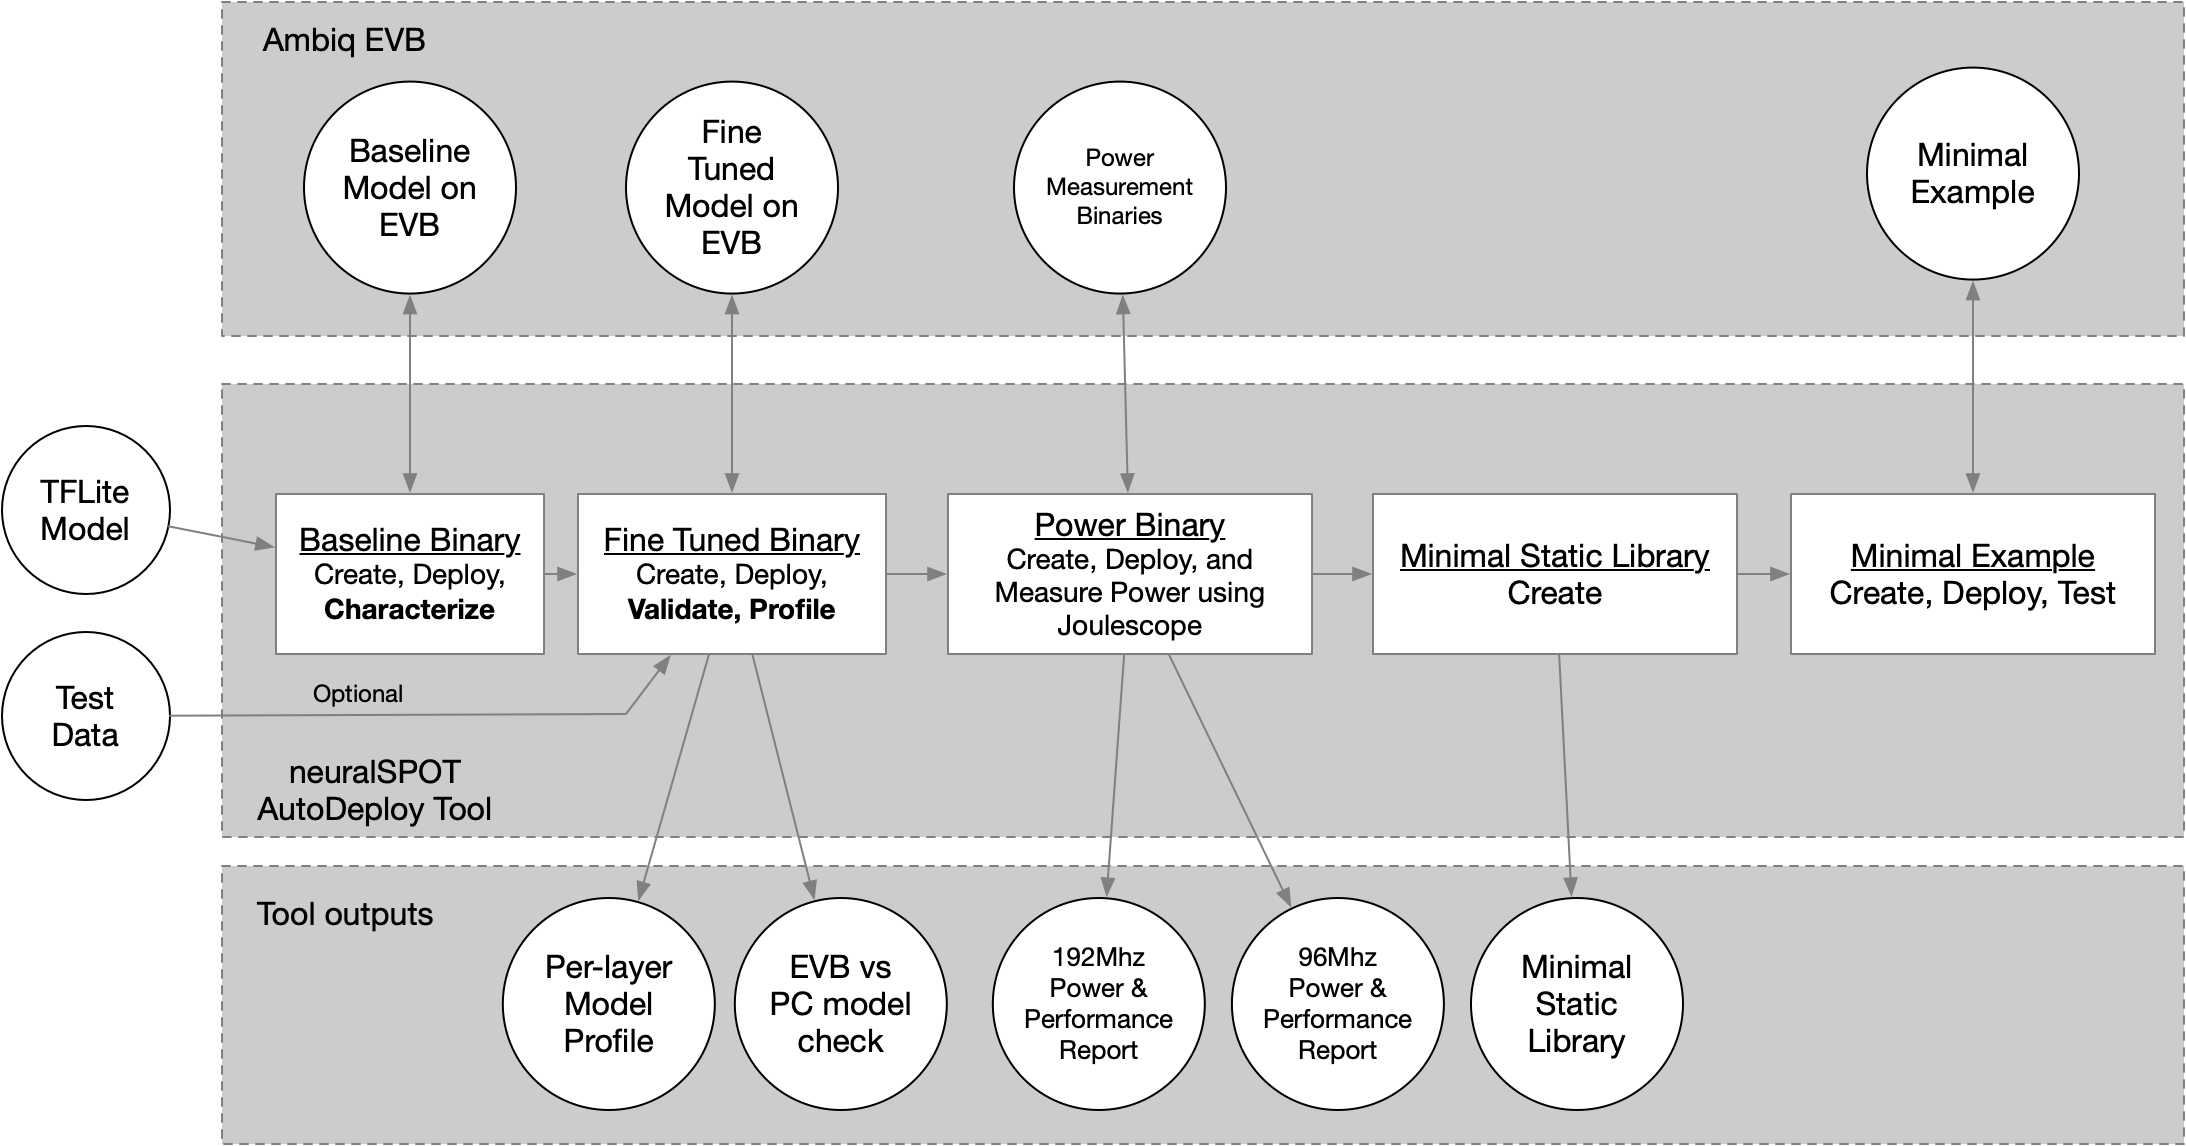 Ambiq EVB
Baseline
Model on
EVB
Fine
Tuned
Model on
EVB
Power
Measurement
Binaries
Minimal
Example
TFLite
Model
Test
Data
Baseline Binary
Create, Deploy,
Characterize
Fine Tuned Binary
Create, Deploy,
Validate, Profile
Power Binary
Create, Deploy, and
Measure Power using
Joulescope
Minimal Static Library
Create
Minimal Example
Create, Deploy, Test
Optional
neuralSPOT
AutoDeploy Tool
Tool outputs
Per-layer
Model
Profile
EVB vs
PC model
check
192Mhz
Power &
Performance
Report
96Mhz
Power &
Performance
Report
Minimal
Static
Library